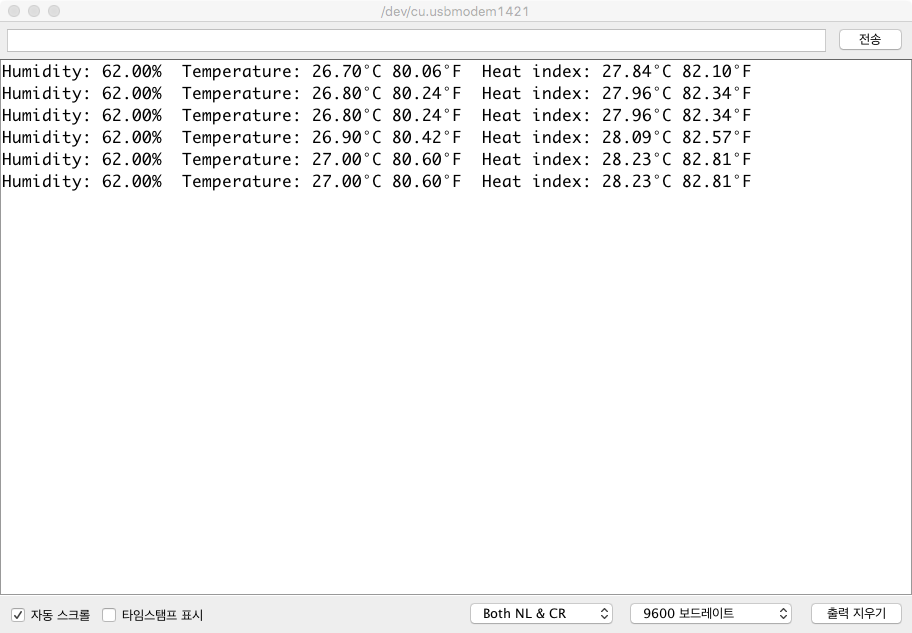 /dev/cu.usbmodem1421
전송
Humidity: 62.00%  Temperature: 26.70°C 80.06°F  Heat index: 27.84°C 82.10°F
Humidity: 62.00%  Temperature: 26.80°C 80.24°F  Heat index: 27.96°C 82.34°F
Humidity: 62.00%  Temperature: 26.80°C 80.24°F  Heat index: 27.96°C 82.34°F
Humidity: 62.00%  Temperature: 26.90°C 80.42°F  Heat index: 28.09°C 82.57°F
Humidity: 62.00%  Temperature: 27.00°C 80.60°F  Heat index: 28.23°C 82.81°F
Humidity: 62.00%  Temperature: 27.00°C 80.60°F  Heat index: 28.23°C 82.81°F
자동 스크롤 타임스탬프 표시 Both NL & CR 9600 보드레이트 출력 지우기